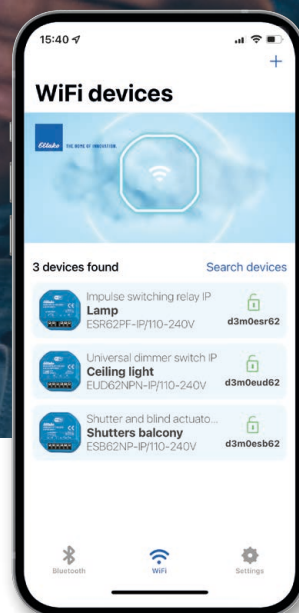 15:40
+
WiFi devices
Eltako THE HOME OF INNOVATION
3 devices found Search devices
Impulse switching relay IP
Lamp
ESR62PF-IP/110-240V
d3m0esr62
Universal dimmer switch IP
Ceiling light
EUD62NPN-IP/110-240V
d3m0eud62
Shutter and blind actuato...
Shutters balcony
ESB62NP-IP/110-240V
d3m0esb62
Bluetooth WiFi Settings